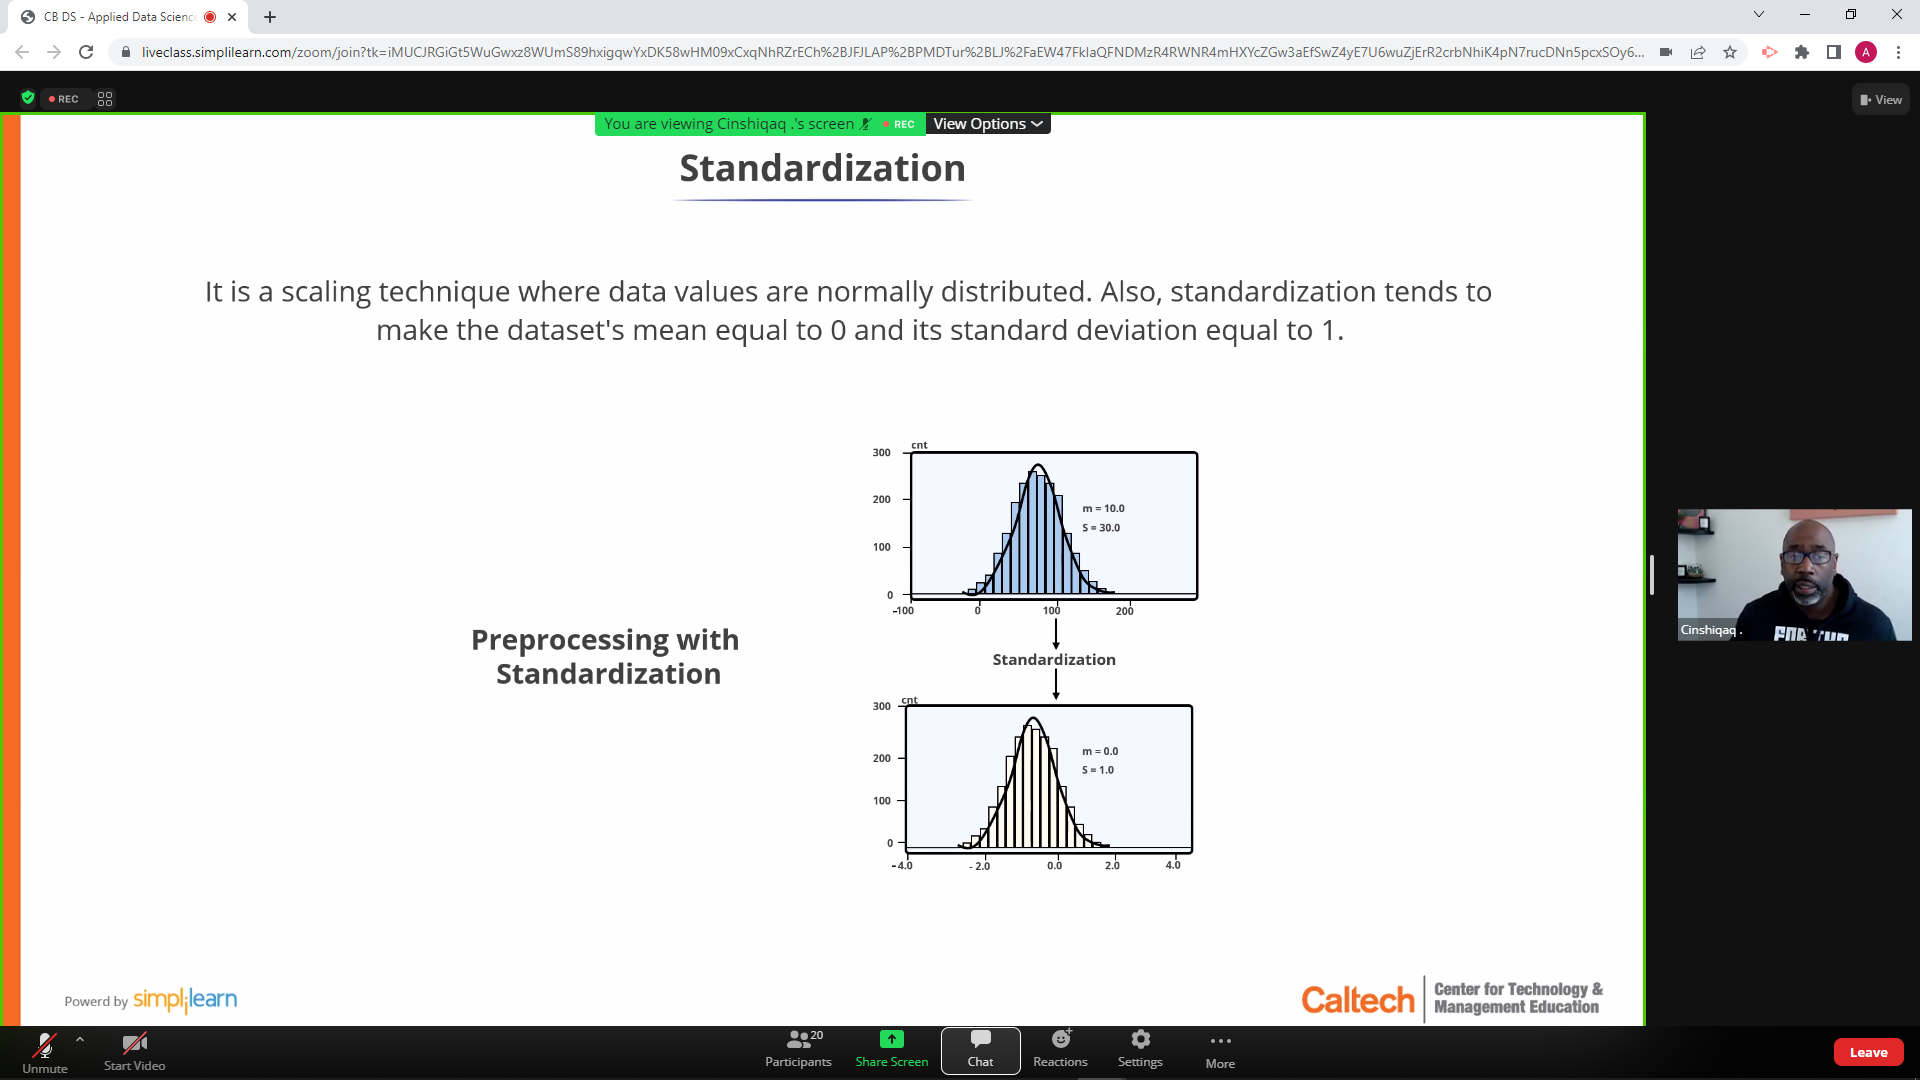 CB DS - Applied Data Scienc
liveclass.simplilearn.com/zoom/join?tk=iMUCJRGiGt5WuGwxz8WUmS89hxigqwYxDK58wHM09xCxqNhRZrECh%2BJFJLAP%2BPMDTur%2BLJ%2FaEW47FklaQFNDMzR4RWNR4mHXYcZGw3aEfSwZ4yE7U6wuZjErR2crbNhiK4pN7rucDNn5pcxSOy6...
A
REC
View
You are viewing Cinshiqaq .'s screen REC View Options
Standardization
It is a scaling technique where data values are normally distributed. Also, standardization tends to
make the dataset's mean equal to 0 and its standard deviation equal to 1.
cnt
300
200
100
0
m = 10.0
S = 30.0
-100 0 100 200
Standardization
Preprocessing with
Standardization
cnt
300
200
100
0
m = 0.0
S = 1.0
-4.0 -2.0 0.0 2.0 4.0
Cinshiqaq .
Powerd by simplilearn
Caltech
Center for Technology &
Management Education
Unmute
Start Video
20
Participants
Share Screen
Chat
Reactions
Settings
More
Leave